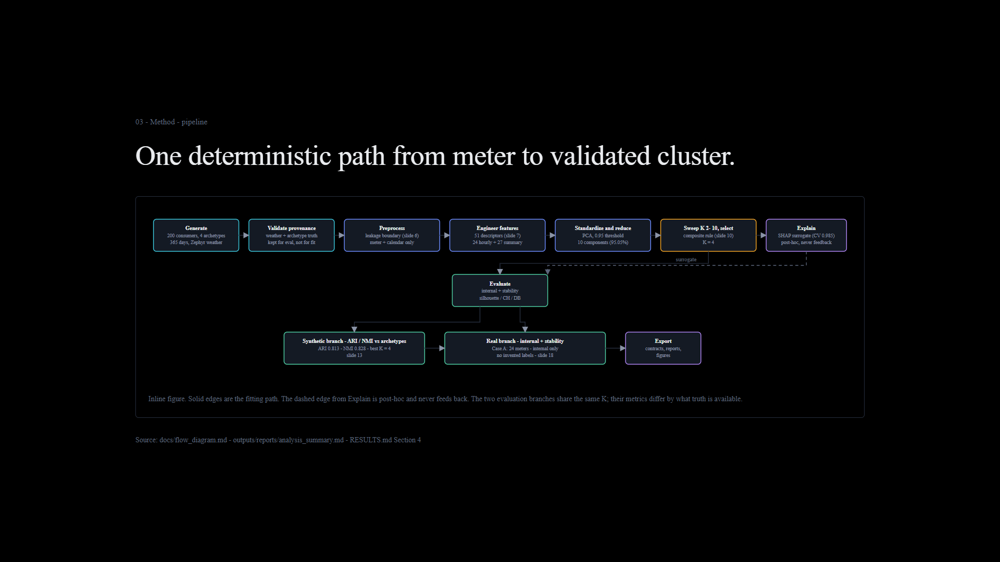 03 - Method - pipeline
One deterministic path from meter to validated cluster.
Generate
200 consumers, 4 archetypes
365 days, Zephyr weather
Validate provenance
weather + archetype truth
kept for eval, not for fit
Preprocess
leakage boundary (slide 6)
meter + calendar only
Engineer features
51 descriptors (slide 7)
24 hourly + 27 summary
Standardize and reduce
PCA, 0.95 threshold
10 components (95.05%)
Sweep K 2- 10, select
composite rule (slide 10)
K = 4
Explain
SHAP surrogate (CV 0.985)
post-hoc, never feedback
surrogate
Evaluate
internal + stability
silhouette / CH / DB
Synthetic branch - ARI / NMI vs archetypes
ARI 0.813 - NMI 0.828 - best K = 4
slide 13
Real branch - internal + stability
Case A: 24 meters - internal only
no invented labels - slide 18
Export
contracts, reports,
figures
Inline figure. Solid edges are the fitting path. The dashed edge from Explain is post-hoc and never feeds back. The two evaluation branches share the same K; their metrics differ by what truth is available.
Source: docs/flow_diagram.md - outputs/reports/analysis_summary.md - RESULTS.md Section 4